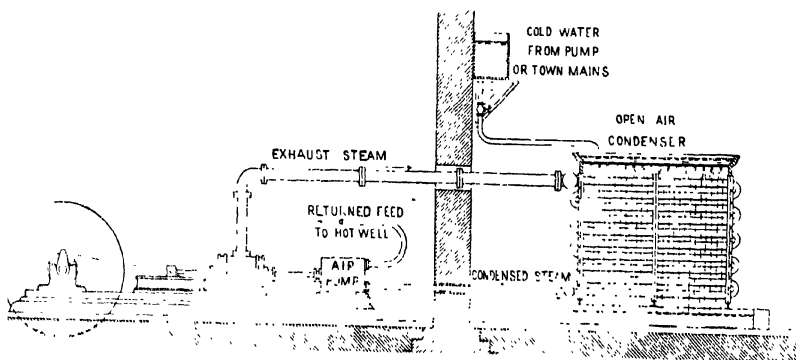 COLD WATER
FROM PUMP
OR TOWN MAINS
OPEN AIR
CONDENSER
EXHAUST STEAM
RETURNED FEED
TO HOT WELL
AIR
PUMP
CONDENSED STEAM